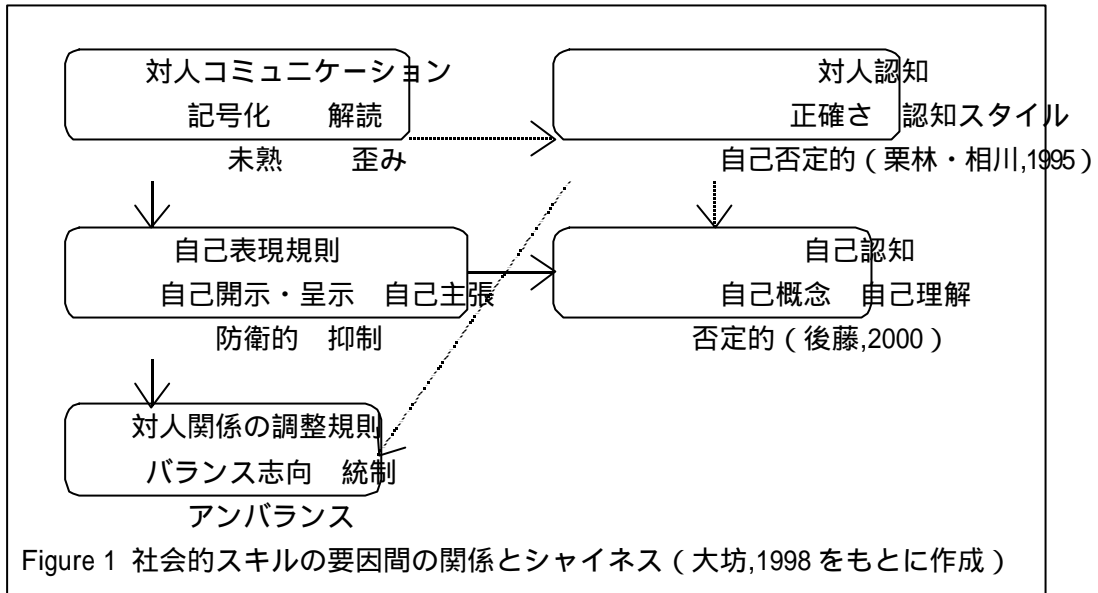 対人コミュニケーション
記号化　　解読
未熟　　　歪み
対人認知
正確さ　認知スタイル
自己否定的（栗林・相川,1995）
自己表現規則
自己開示・呈示　自己主張
防衛的　抑制
自己認知
自己概念　自己理解
否定的（後藤,2000）
対人関係の調整規則
バランス志向　統制
アンバランス
Figure 1 社会的スキルの要因間の関係とシャイネス（大坊,1998 をもとに作成）